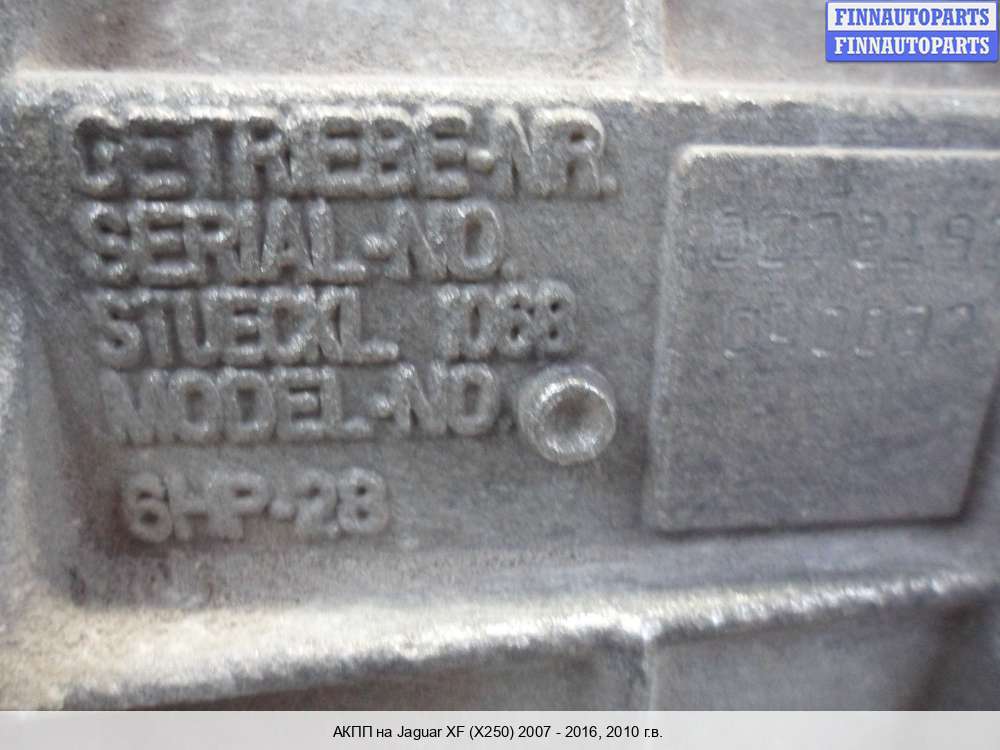 FINNAUTOPARTS
FINNAUTOPARTS
GETRIEBE-NR.
SERIAL-NO.
STUECKL. 1068
MODEL-NO.
6HP-28
АКПП на Jaguar XF (X250) 2007 - 2016, 2010 г.в.